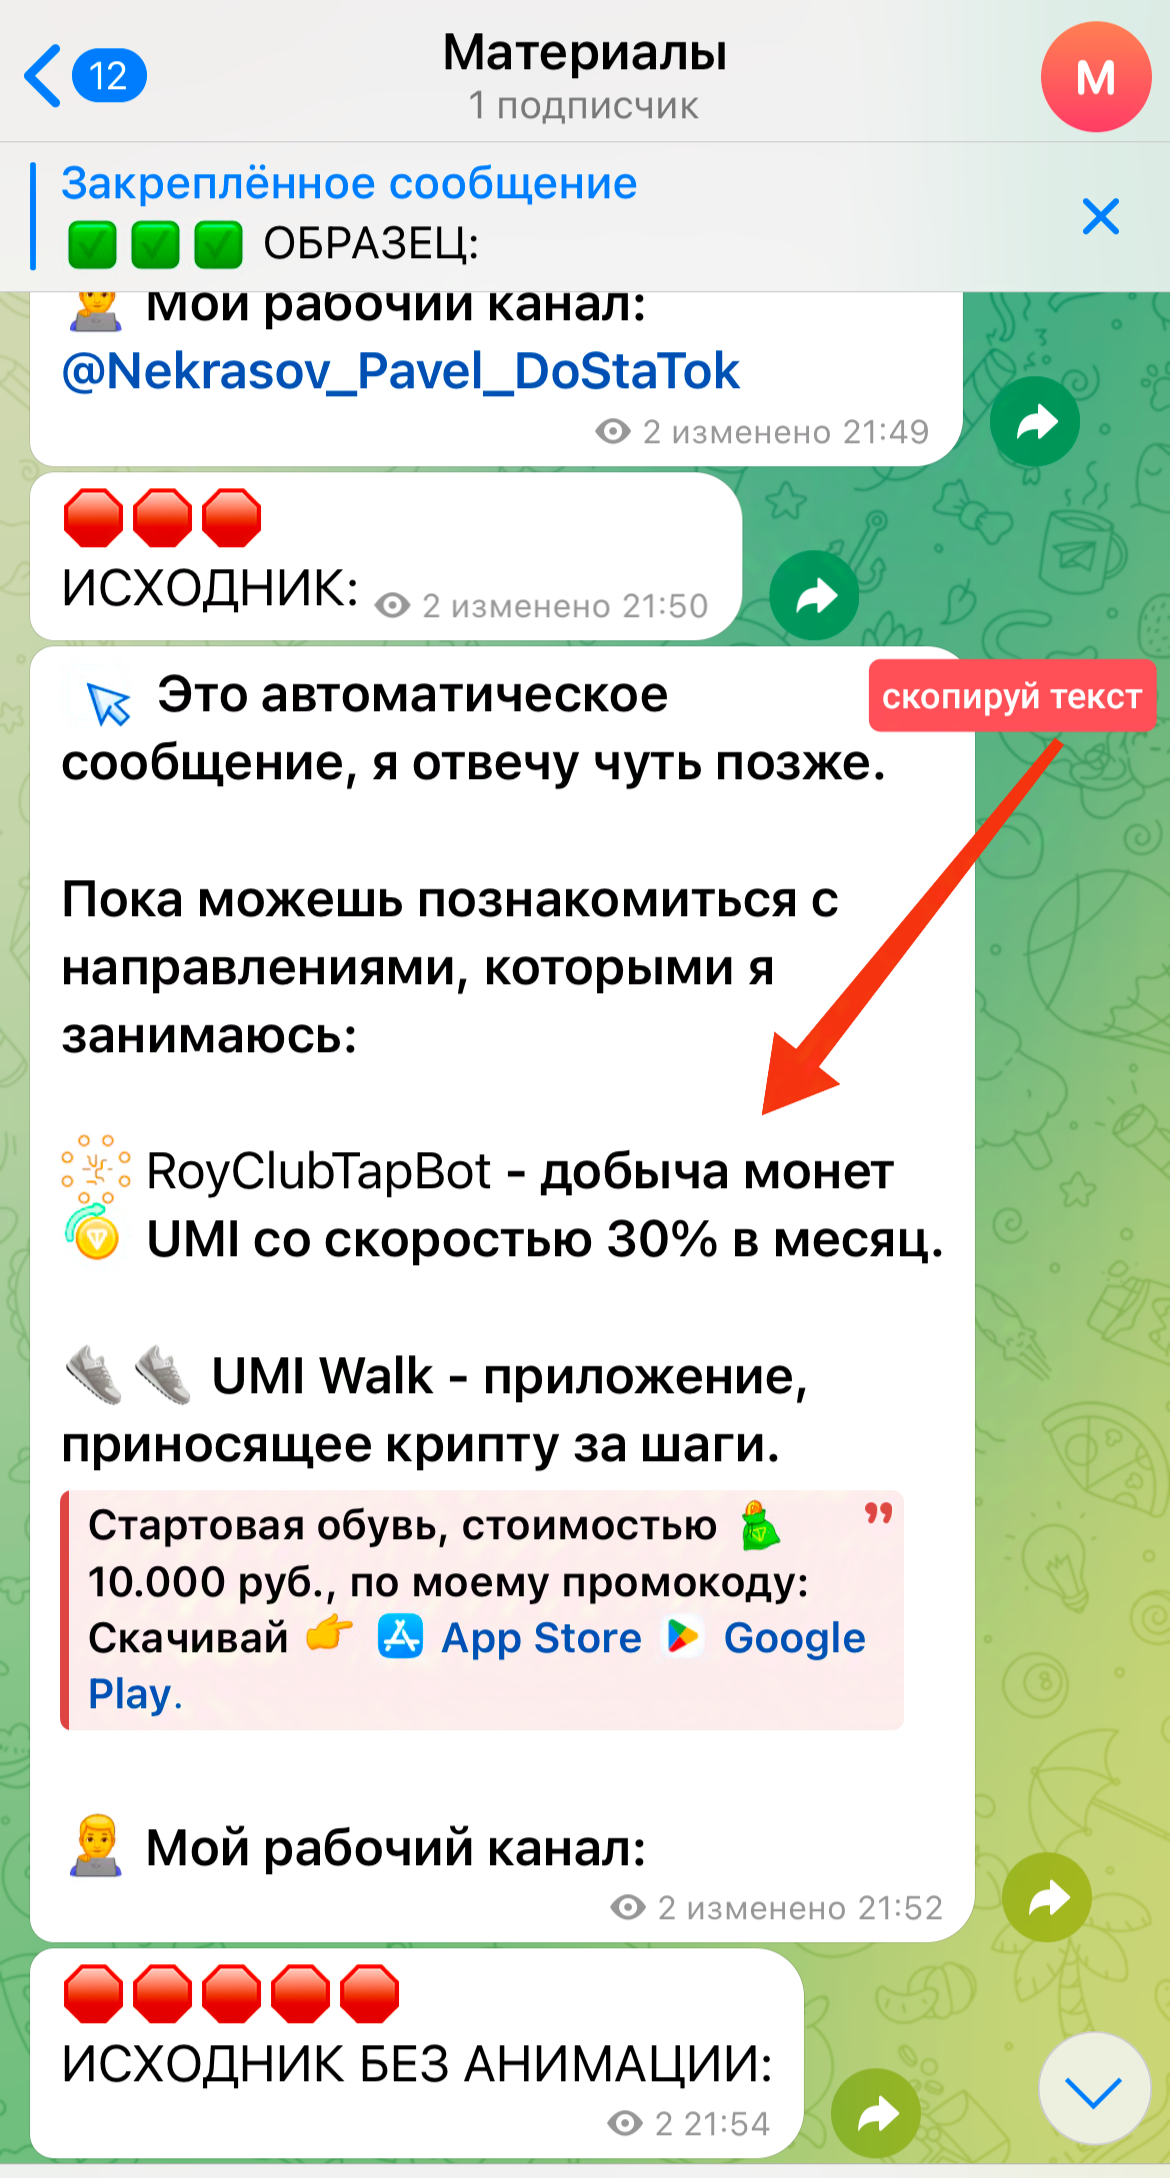 12
Материалы
1 подписчик
М
Закреплённое сообщение
ОБРАЗЕЦ:
Мой рабочий канал:
@Nekrasov_Pavel_DoStaTok
2 изменено 21:49
ИСХОДНИК:
2 изменено 21:50
скопируй текст
Это автоматическое
сообщение, я отвечу чуть позже.
Пока можешь познакомиться с
направлениями, которыми я
занимаюсь:
RoyClubTapBot - добыча монет
UMI со скоростью 30% в месяц.
UMI Walk - приложение,
приносящее крипту за шаги.
Стартовая обувь, стоимостью
10.000 руб., по моему промокоду:
Скачивай App Store Google
Play.
Мой рабочий канал:
2 изменено 21:52
ИСХОДНИК БЕЗ АНИМАЦИИ:
2 21:54